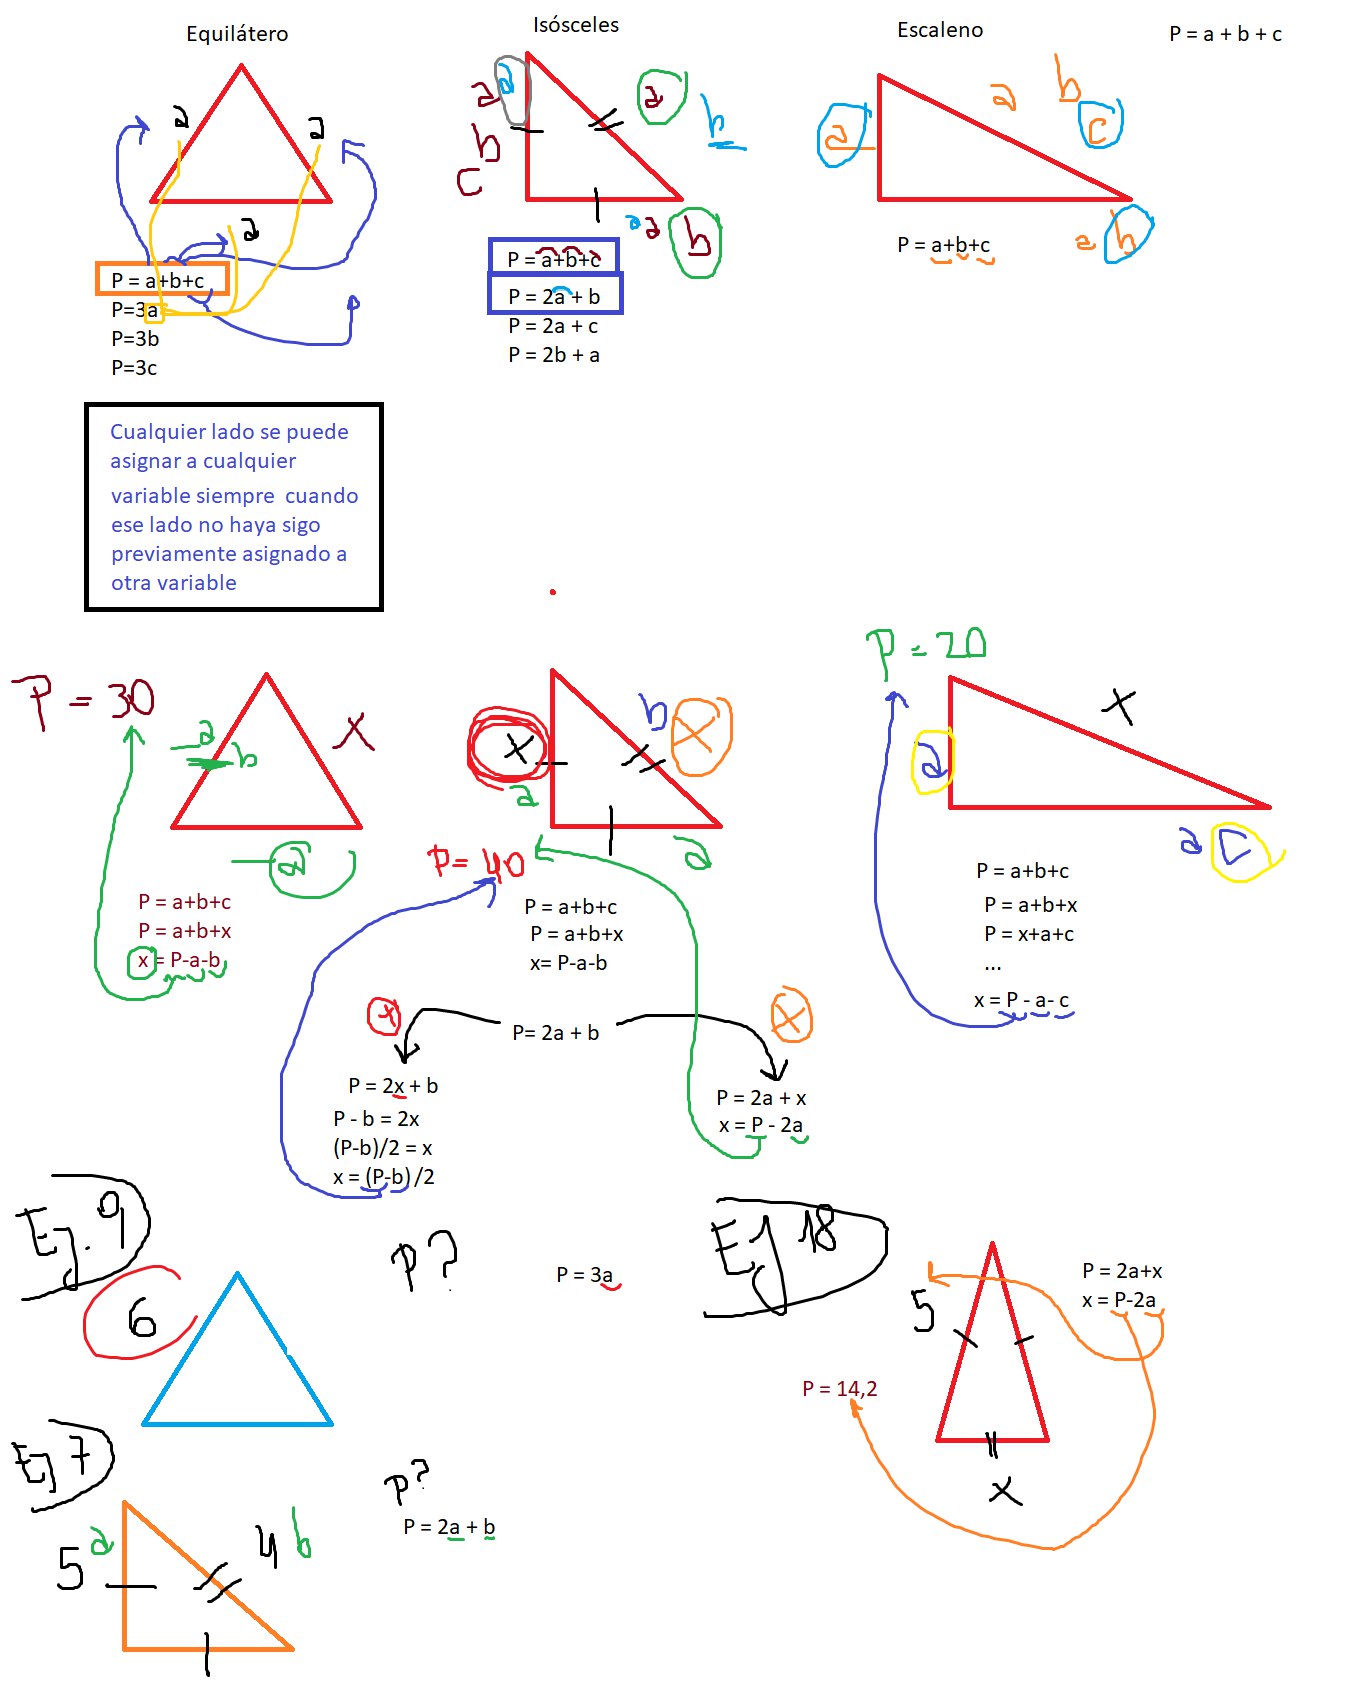 Equilátero
Isósceles
Escaleno
P = a + b + c
a
a
a
P = a+b+c
P=3a
P=3b
P=3c
a
a
b
c
a
b
a
a
b
P = a+b+c
P = 2a + b
P = 2a + c
P = 2b + a
a
a
b
c
a
b
P = a+b+c
Cualquier lado se puede
asignar a cualquier
variable siempre cuando
ese lado no haya sigo
previamente asignado a
otra variable
P = 30
a
b
x
a
P = a+b+c
P = a+b+x
x = P-a-b
x
a
b
x
a
P= 40
P = a+b+c
P = a+b+x
x= P-a-b
P= 2a + b
x
x
P = 2x + b
P - b = 2x
(P-b)/2 = x
x = (P-b) /2
P = 2a + x
x = P - 2a
P = 20
x
a
a
P = a+b+c
P = a+b+x
P = x+a+c
...
x = P - a- c
Ej. 9
6
P?
P = 3a
Ej 18
5
P = 2a+x
x = P-2a
P = 14,2
x
Ej 7
5 a
4 b
P?
P = 2a + b